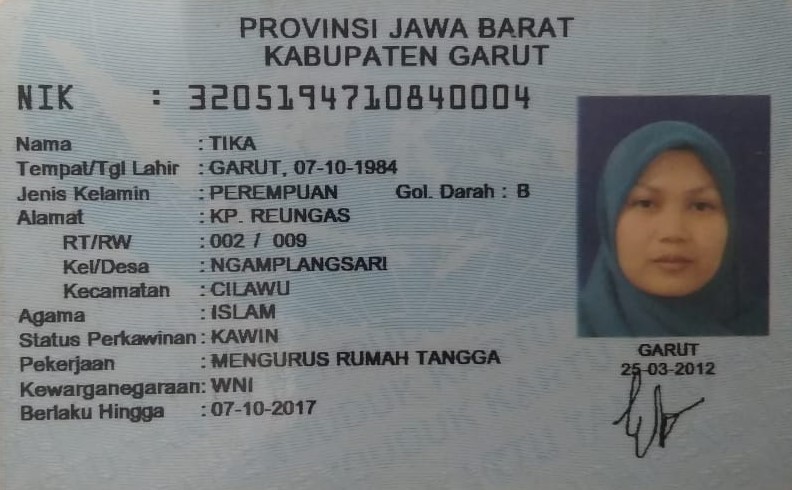 PROVINSI JAWA BARAT
KABUPATEN GARUT
NIK : 3205194710840004
Nama : TIKA
Tempat/Tgl Lahir : GARUT, 07-10-1984
Jenis Kelamin : PEREMPUAN Gol. Darah : B
Alamat : KP. REUNGAS
RT/RW : 002 / 009
Kel/Desa : NGAMPLANGSARI
Kecamatan : CILAWU
Agama : ISLAM
Status Perkawinan : KAWIN
Pekerjaan : MENGURUS RUMAH TANGGA
Kewarganegaraan: WNI
Berlaku Hingga : 07-10-2017
GARUT
25-03-2012